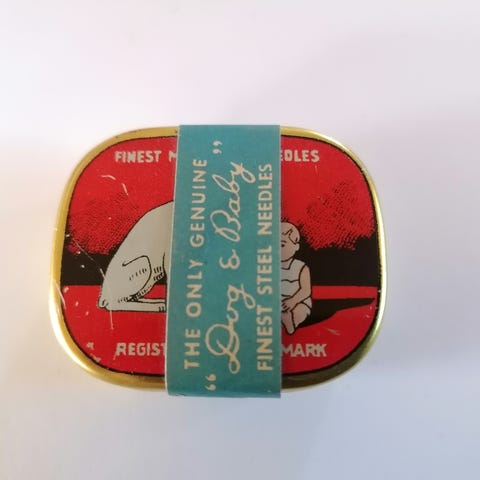 FINEST M
EDLES
REGIST
MARK
THE ONLY GENUINE
"Dog & Baby"
FINEST STEEL NEEDLES